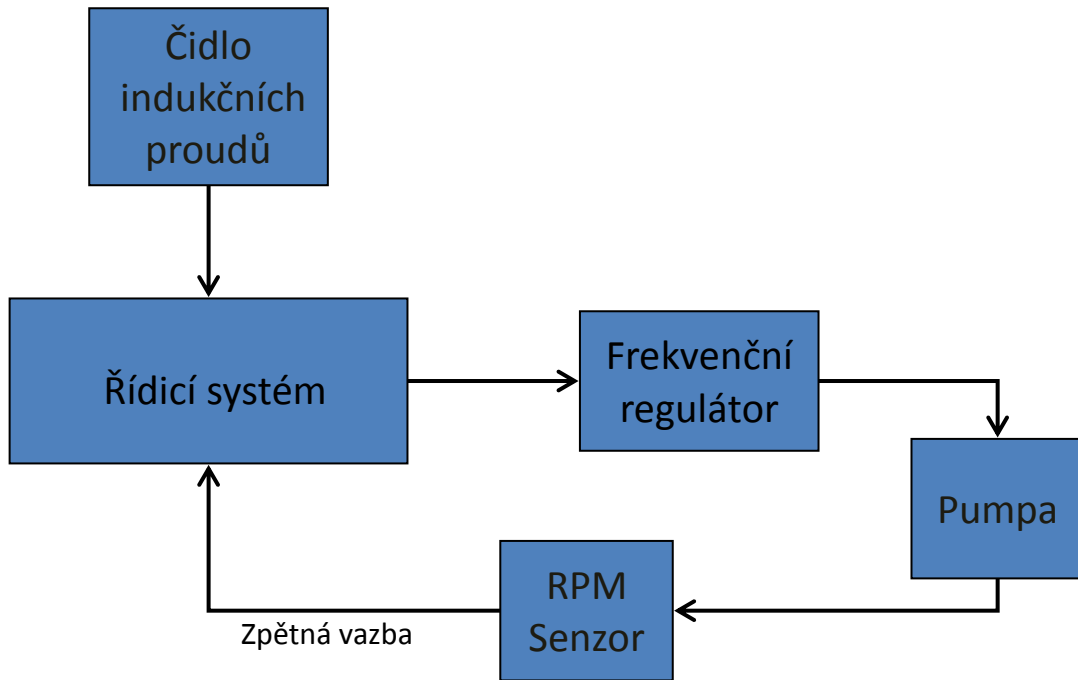 Čidlo
indukčních
proudů
Řídicí systém
Frekvenční
regulátor
Pumpa
RPM
Senzor
Zpětná vazba